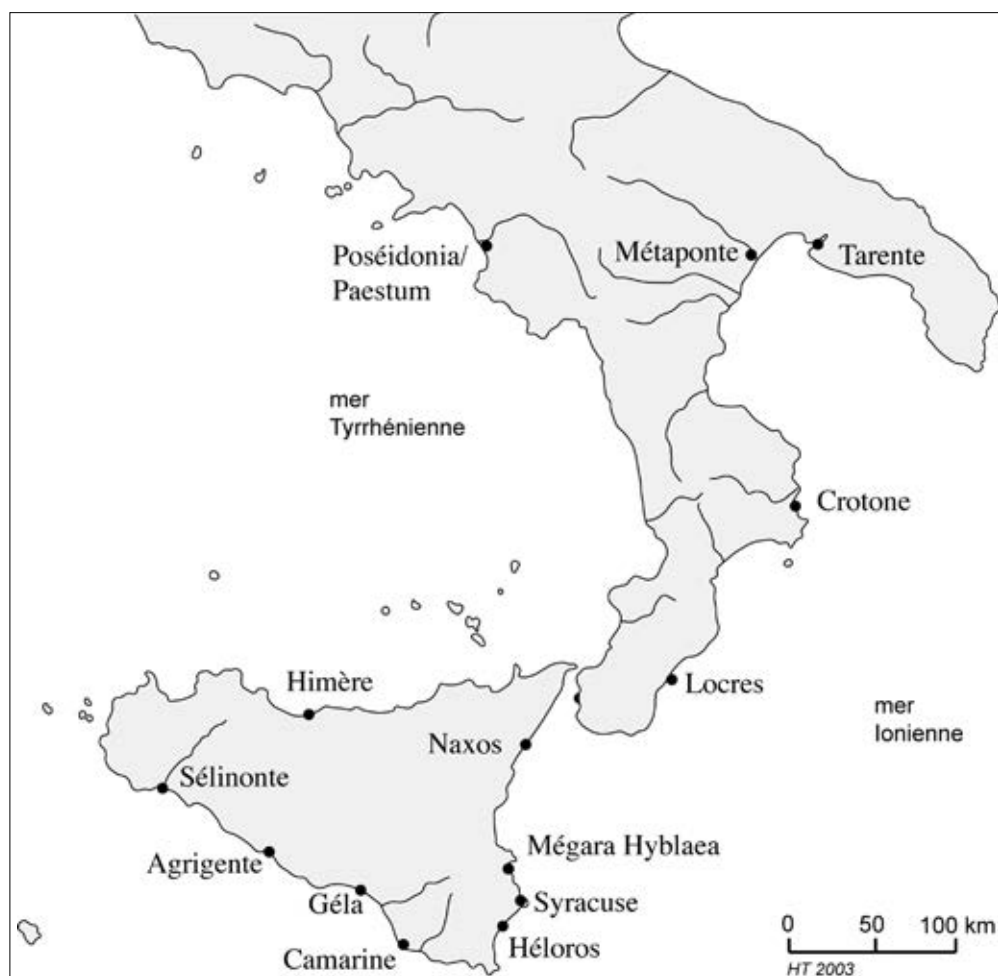 Poséidonia/
Paestum
Métaponte
Tarente
mer
Tyrrhénienne
Crotone
Himère
Locres
mer
Ionienne
Naxos
Sélinonte
Mégara Hyblaea
Agrigente
Géla
Syracuse
Camarine
Héloros
0 50 100 km
HT 2003